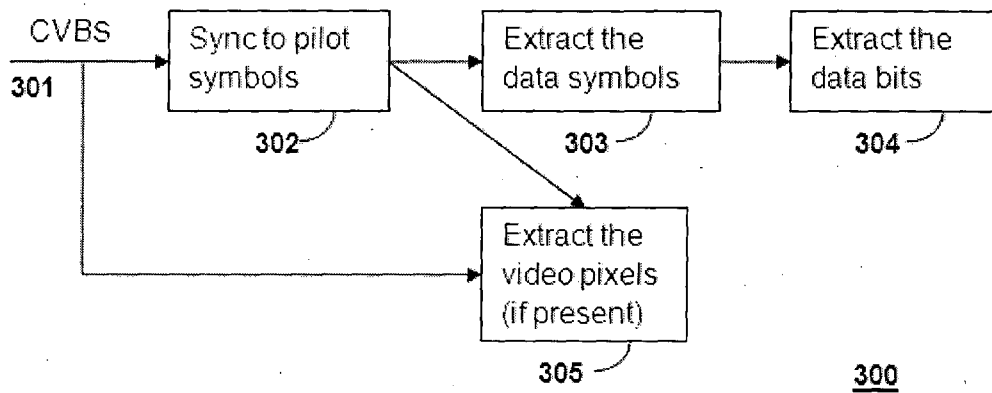 CVBS
301
Sync to pilot
symbols
302
Extract the
data symbols
303
Extract the
data bits
304
Extract the
video pixels
(if present)
305
300